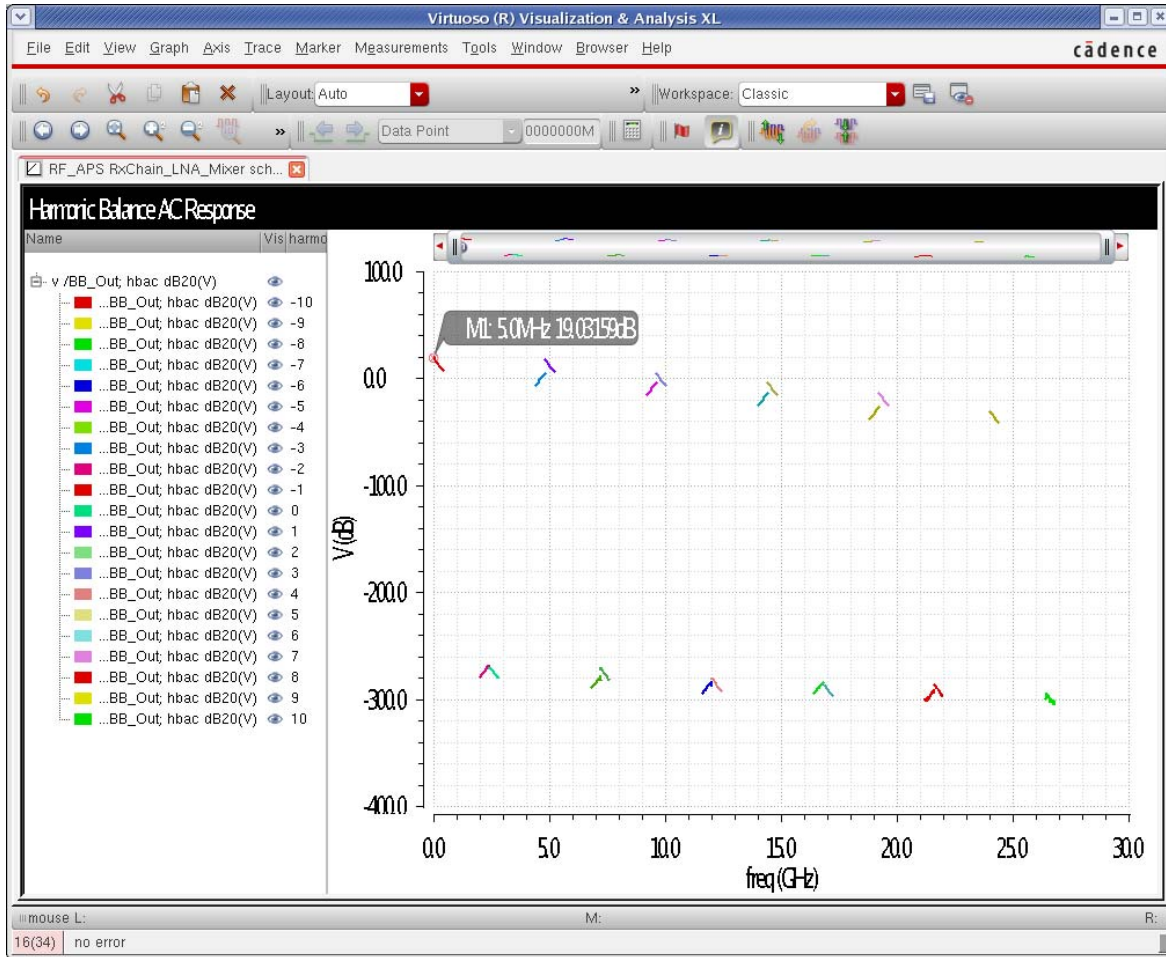 Virtuoso (R) Visualization & Analysis XL
File Edit View Graph Axis Trace Marker Measurements Tools Window Browser Help
cādence
Layout: Auto » Workspace: Classic
» Data Point 0000000M
RF_APS RxChain_LNA_Mixer sch...
Harmonic Balance AC Response
Name Vis harmo
v /BB_Out; hbac dB20(V)
...BB_Out; hbac dB20(V) -10
...BB_Out; hbac dB20(V) -9
...BB_Out; hbac dB20(V) -8
...BB_Out; hbac dB20(V) -7
...BB_Out; hbac dB20(V) -6
...BB_Out; hbac dB20(V) -5
...BB_Out; hbac dB20(V) -4
...BB_Out; hbac dB20(V) -3
...BB_Out; hbac dB20(V) -2
...BB_Out; hbac dB20(V) -1
...BB_Out; hbac dB20(V) 0
...BB_Out; hbac dB20(V) 1
...BB_Out; hbac dB20(V) 2
...BB_Out; hbac dB20(V) 3
...BB_Out; hbac dB20(V) 4
...BB_Out; hbac dB20(V) 5
...BB_Out; hbac dB20(V) 6
...BB_Out; hbac dB20(V) 7
...BB_Out; hbac dB20(V) 8
...BB_Out; hbac dB20(V) 9
...BB_Out; hbac dB20(V) 10
100.0
M1: 5.0MHz 19.03159dB
0.0
-100.0
V (dB)
-200.0
-300.0
-400.0
0.0 5.0 10.0 15.0 20.0 25.0 30.0
freq (GHz)
mouse L: M: R:
16(34) no error